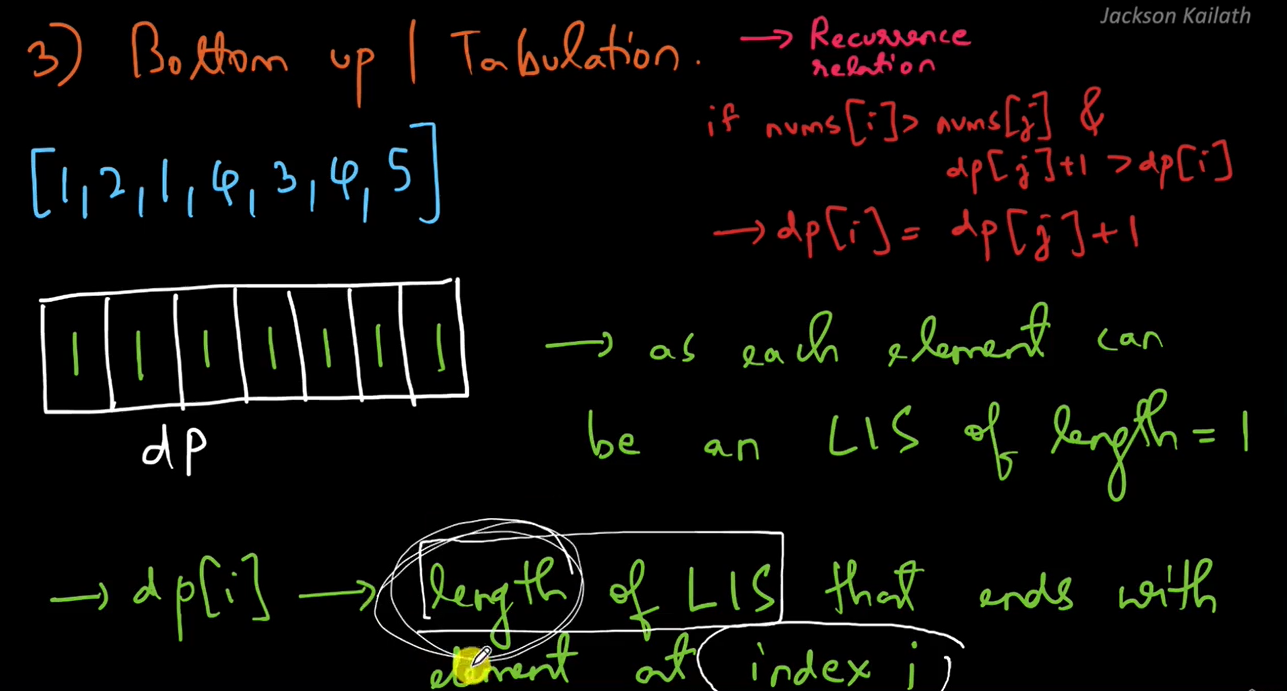 Jackson Kailath
3) Bottom up | Tabulation.
→ Recurrence
relation
if nums[i] > nums[j] &
dp[j]+1 > dp[i]
→ dp[i] = dp[j]+1
[1, 2, 1, 4, 3, 4, 5]
1 1 1 1 1 1 1
dp
→ as each element can
be an LIS of length = 1
→ dp[i] → length of LIS that ends with
element at index i